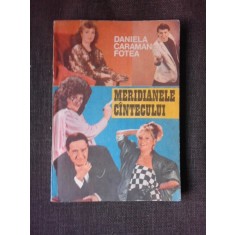 DANIELA
CARAMAN
FOTEA
MERIDIANELE
CÎNTECULUI